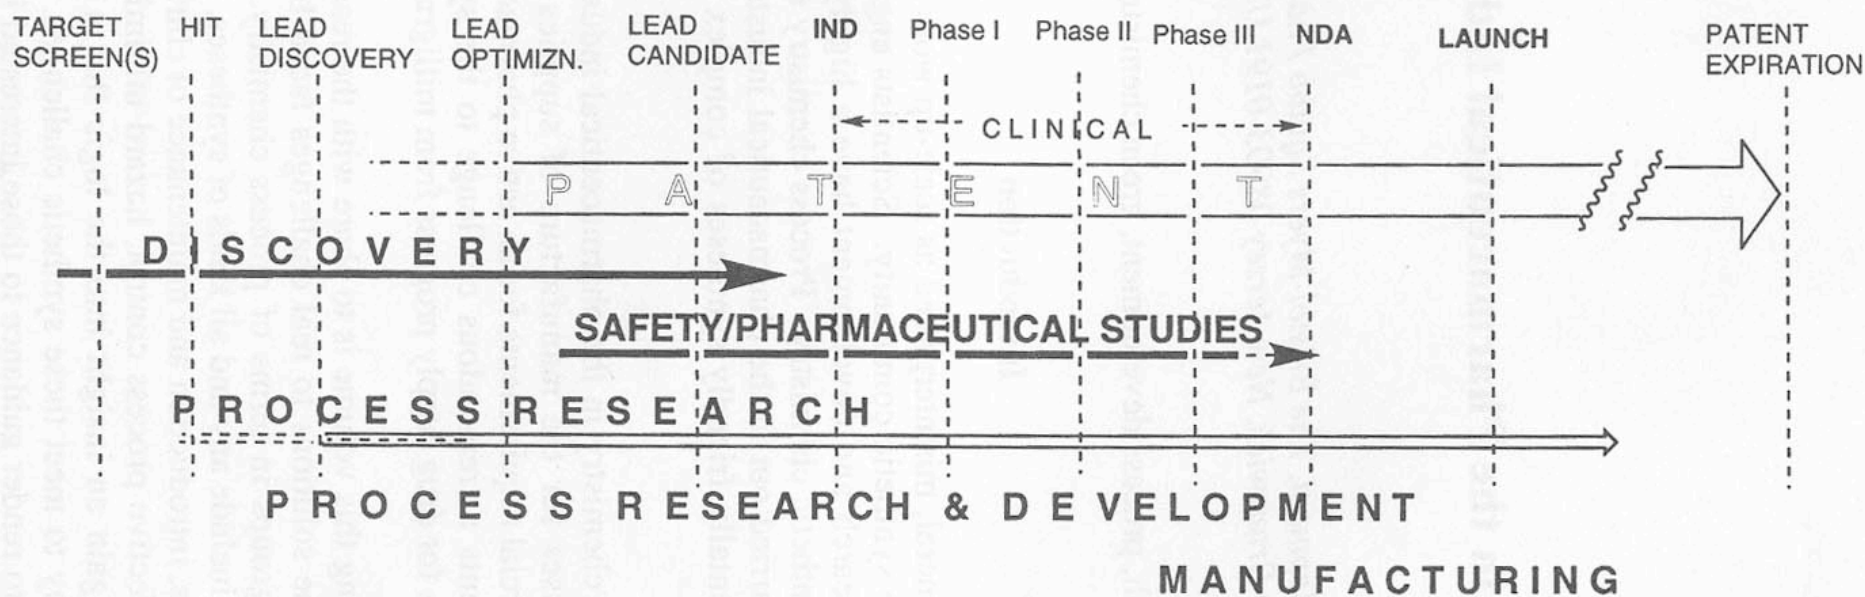 TARGET SCREEN(S)
HIT
LEAD DISCOVERY
LEAD OPTIMIZN.
LEAD CANDIDATE
IND
Phase I
Phase II
Phase III
NDA
LAUNCH
PATENT EXPIRATION
CLINICAL
PATENT
DISCOVERY
SAFETY/PHARMACEUTICAL STUDIES
PROCESS RESEARCH
PROCESS RESEARCH & DEVELOPMENT
MANUFACTURING